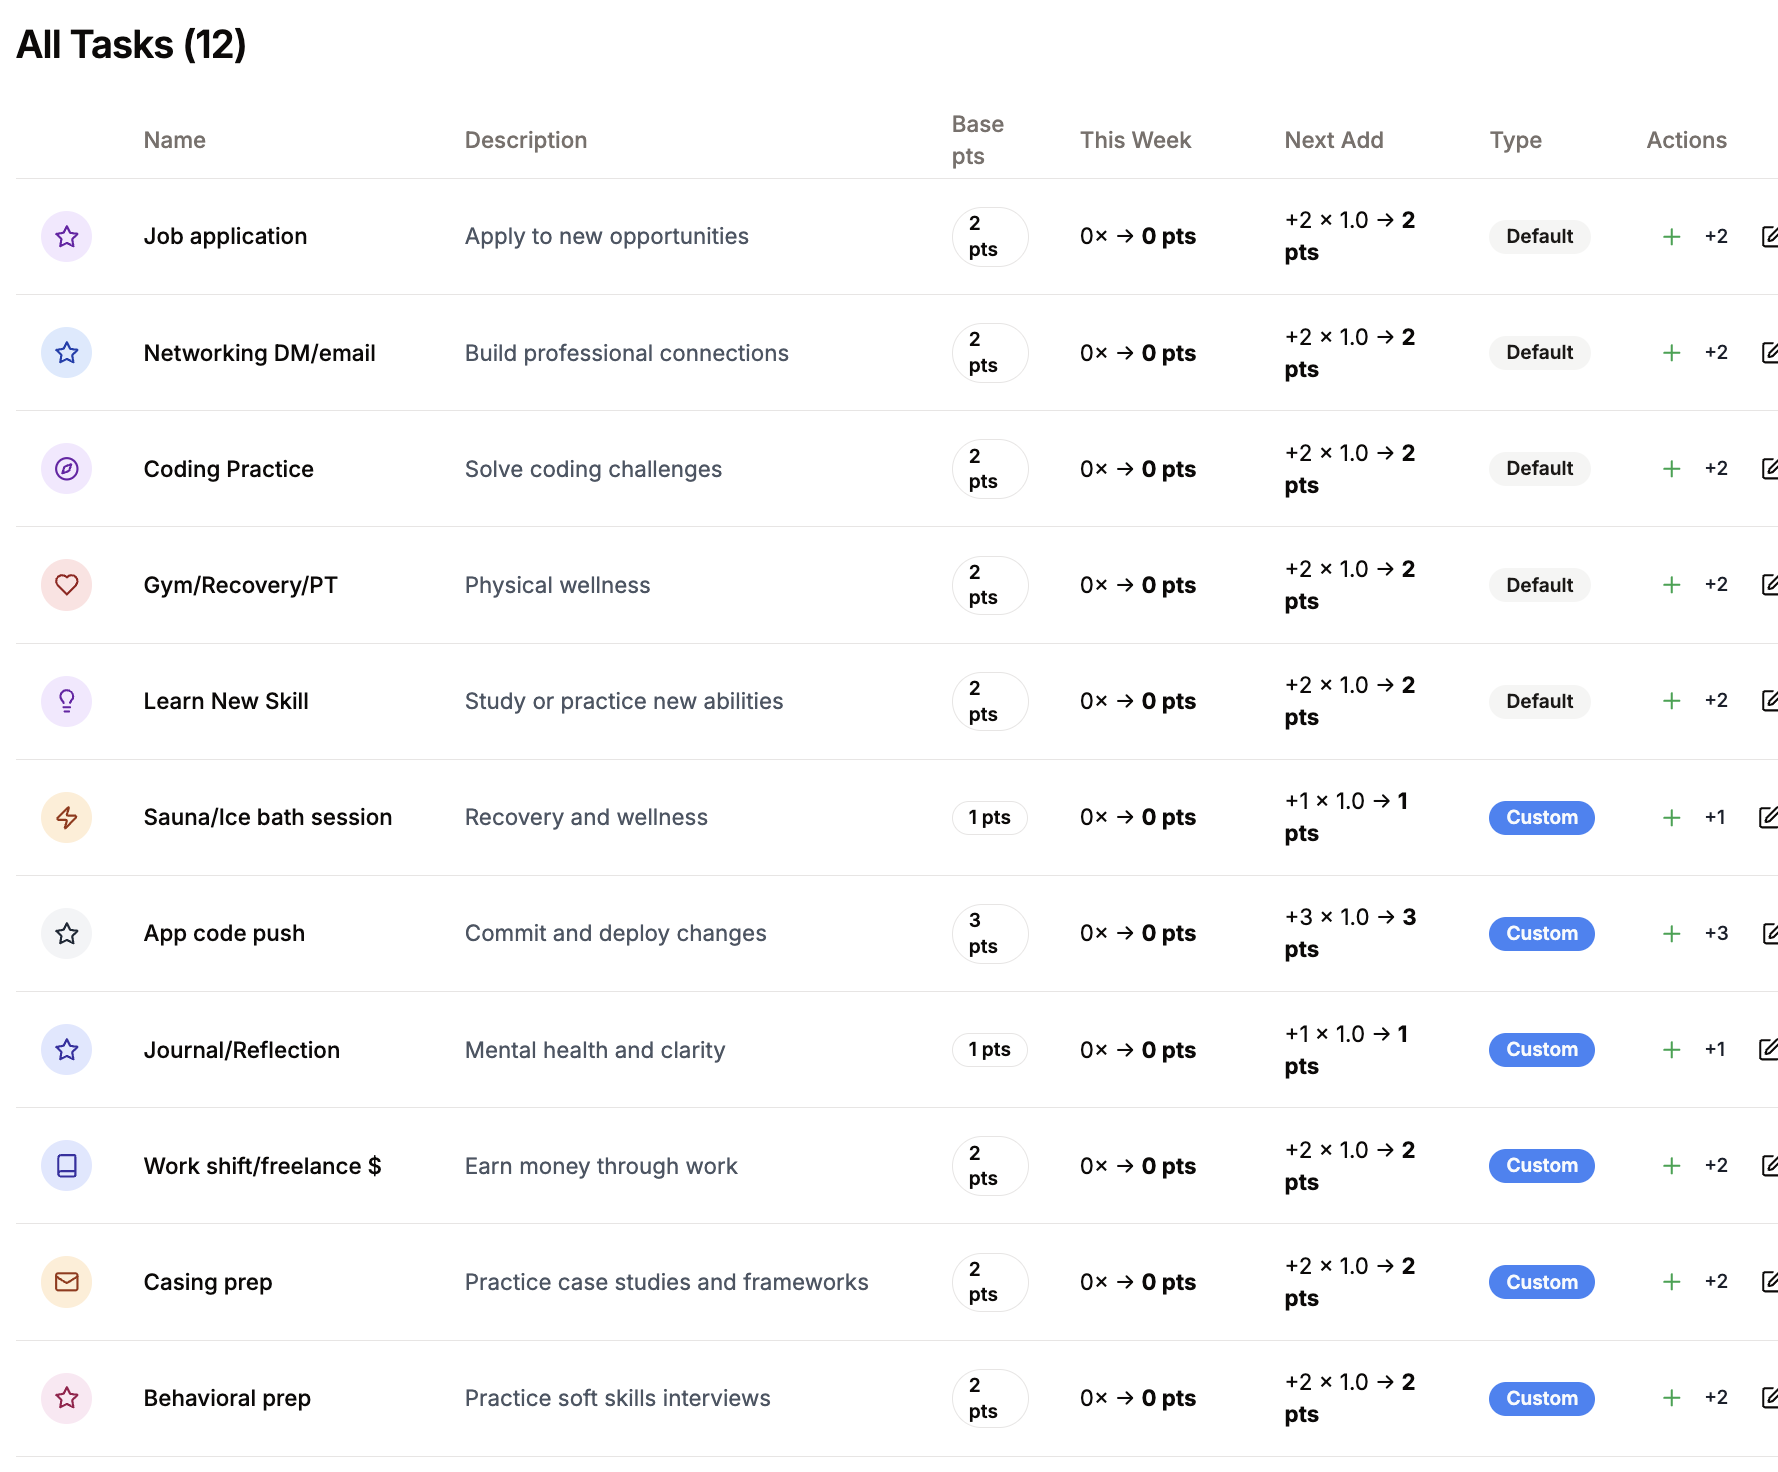 All Tasks (12)
Name Description Base pts This Week Next Add Type Actions
Job application Apply to new opportunities 2 pts 0× → 0 pts +2 × 1.0 → 2 pts Default + +2
Networking DM/email Build professional connections 2 pts 0× → 0 pts +2 × 1.0 → 2 pts Default + +2
Coding Practice Solve coding challenges 2 pts 0× → 0 pts +2 × 1.0 → 2 pts Default + +2
Gym/Recovery/PT Physical wellness 2 pts 0× → 0 pts +2 × 1.0 → 2 pts Default + +2
Learn New Skill Study or practice new abilities 2 pts 0× → 0 pts +2 × 1.0 → 2 pts Default + +2
Sauna/Ice bath session Recovery and wellness 1 pts 0× → 0 pts +1 × 1.0 → 1 pts Custom + +1
App code push Commit and deploy changes 3 pts 0× → 0 pts +3 × 1.0 → 3 pts Custom + +3
Journal/Reflection Mental health and clarity 1 pts 0× → 0 pts +1 × 1.0 → 1 pts Custom + +1
Work shift/freelance $ Earn money through work 2 pts 0× → 0 pts +2 × 1.0 → 2 pts Custom + +2
Casing prep Practice case studies and frameworks 2 pts 0× → 0 pts +2 × 1.0 → 2 pts Custom + +2
Behavioral prep Practice soft skills interviews 2 pts 0× → 0 pts +2 × 1.0 → 2 pts Custom + +2